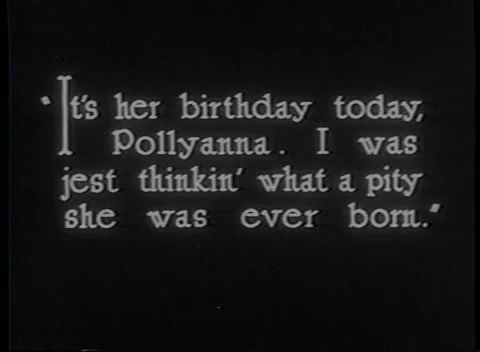 "It's her birthday today,
Pollyanna. I was
jest thinkin' what a pity
she was ever born."